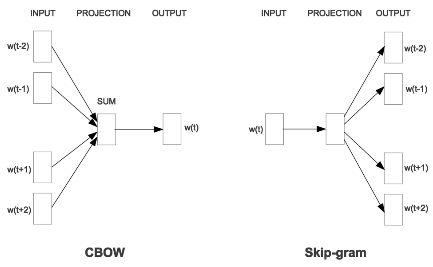 INPUT PROJECTION OUTPUT
w(t-2)
w(t-1)
SUM
w(t)
w(t+1)
w(t+2)
CBOW
INPUT PROJECTION OUTPUT
w(t-2)
w(t-1)
w(t)
w(t+1)
w(t+2)
Skip-gram